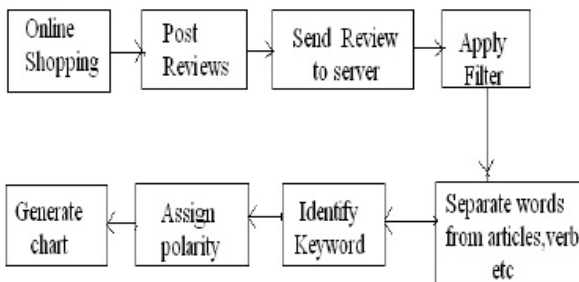 Online
Shopping
Post
Reviews
Send Review
to server
Apply
Filter
Generate
chart
Assign
polarity
Identify
Keyword
Separate words
from articles,verb
etc